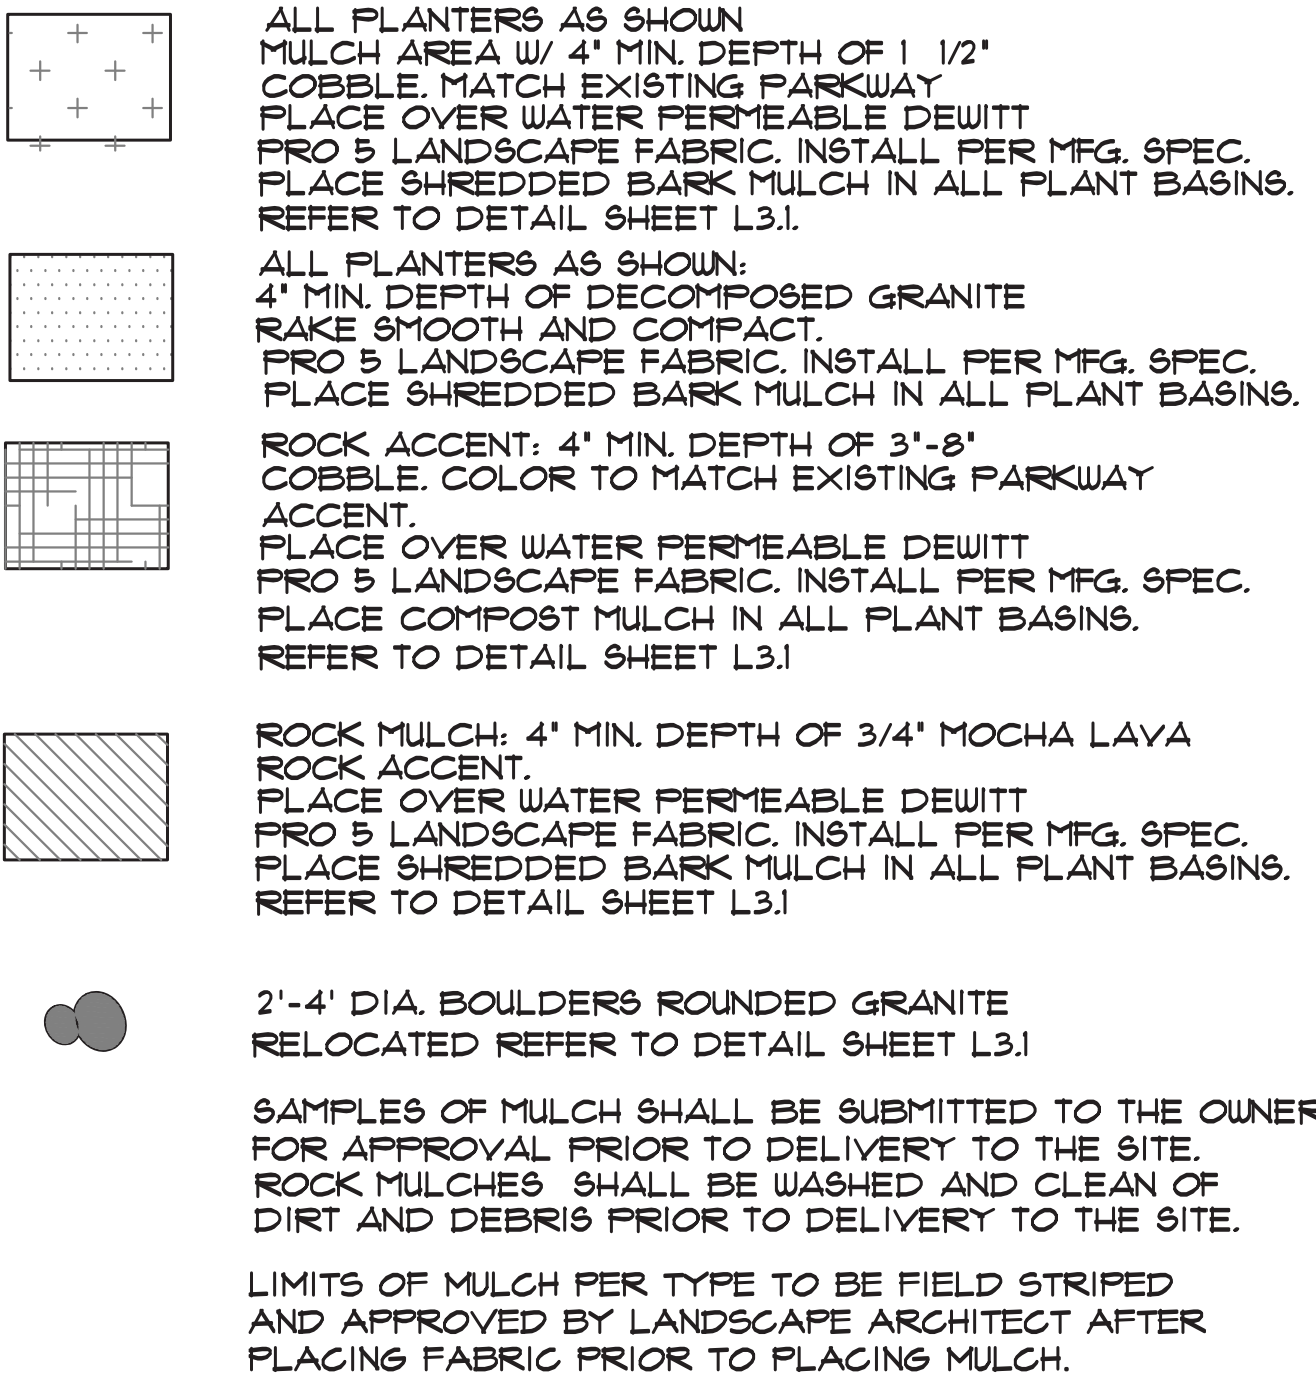 ALL PLANTERS AS SHOWN
MULCH AREA W/ 4" MIN. DEPTH OF 1 1/2"
COBBLE. MATCH EXISTING PARKWAY
PLACE OVER WATER PERMEABLE DEWITT
PRO 5 LANDSCAPE FABRIC. INSTALL PER MFG. SPEC.
PLACE SHREDDED BARK MULCH IN ALL PLANT BASINS.
REFER TO DETAIL SHEET L3.1.
ALL PLANTERS AS SHOWN:
4" MIN. DEPTH OF DECOMPOSED GRANITE
RAKE SMOOTH AND COMPACT.
PRO 5 LANDSCAPE FABRIC. INSTALL PER MFG. SPEC.
PLACE SHREDDED BARK MULCH IN ALL PLANT BASINS.
ROCK ACCENT: 4" MIN. DEPTH OF 3"-8"
COBBLE. COLOR TO MATCH EXISTING PARKWAY
ACCENT.
PLACE OVER WATER PERMEABLE DEWITT
PRO 5 LANDSCAPE FABRIC. INSTALL PER MFG. SPEC.
PLACE COMPOST MULCH IN ALL PLANT BASINS.
REFER TO DETAIL SHEET L3.1
ROCK MULCH: 4" MIN. DEPTH OF 3/4" MOCHA LAVA
ROCK ACCENT.
PLACE OVER WATER PERMEABLE DEWITT
PRO 5 LANDSCAPE FABRIC. INSTALL PER MFG. SPEC.
PLACE SHREDDED BARK MULCH IN ALL PLANT BASINS.
REFER TO DETAIL SHEET L3.1
2'-4' DIA. BOULDERS ROUNDED GRANITE
RELOCATED REFER TO DETAIL SHEET L3.1
SAMPLES OF MULCH SHALL BE SUBMITTED TO THE OWNER
FOR APPROVAL PRIOR TO DELIVERY TO THE SITE.
ROCK MULCHES SHALL BE WASHED AND CLEAN OF
DIRT AND DEBRIS PRIOR TO DELIVERY TO THE SITE.
LIMITS OF MULCH PER TYPE TO BE FIELD STRIPED
AND APPROVED BY LANDSCAPE ARCHITECT AFTER
PLACING FABRIC PRIOR TO PLACING MULCH.